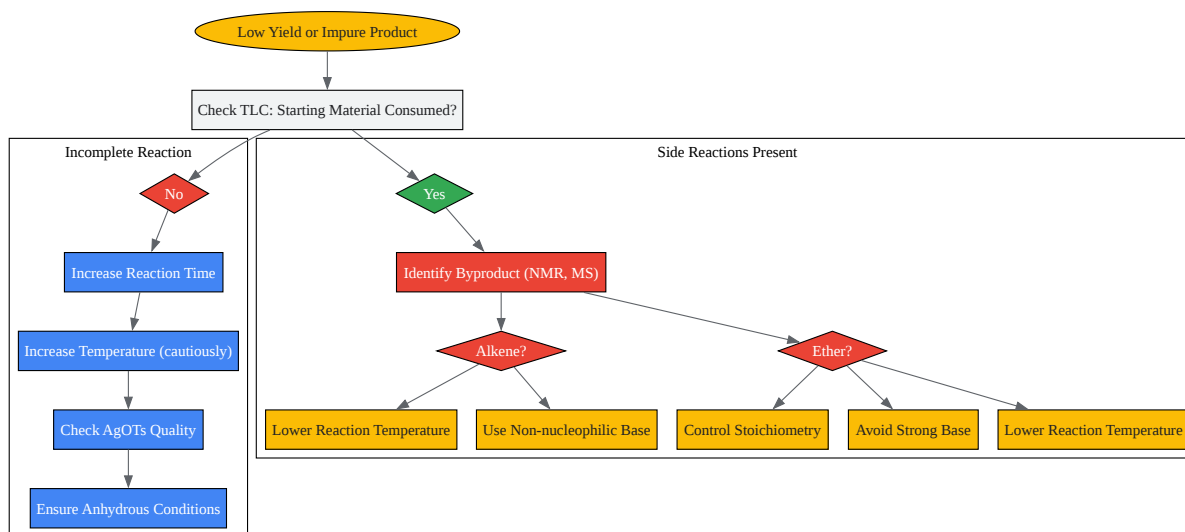 Low Yield or Impure Product
Check TLC: Starting Material Consumed?
Incomplete Reaction
Side Reactions Present
No
Yes
Increase Reaction Time
Identify Byproduct (NMR, MS)
Increase Temperature (cautiously)
Alkene?
Ether?
Check AgOTs Quality
Lower Reaction Temperature
Use Non-nucleophilic Base
Control Stoichiometry
Avoid Strong Base
Lower Reaction Temperature
Ensure Anhydrous Conditions